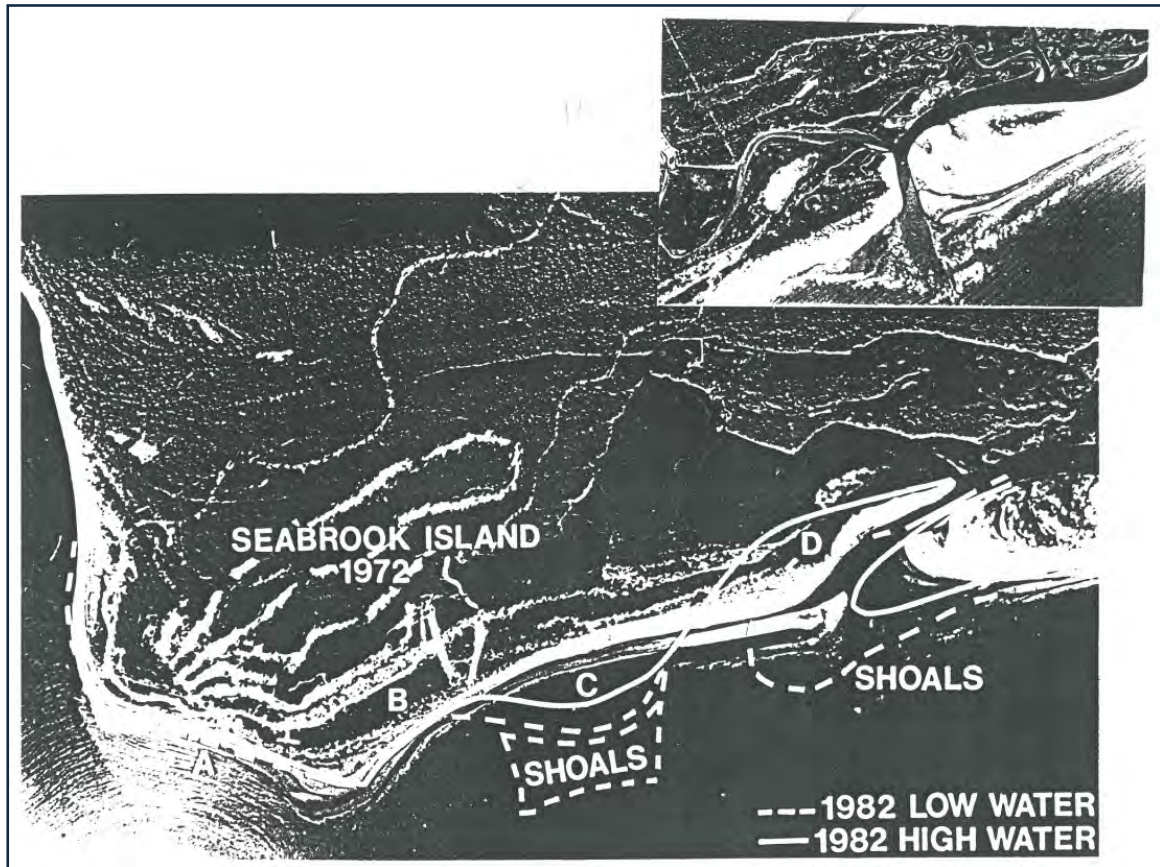 SEABROOK ISLAND
1972
D
B
C
SHOALS
A
SHOALS
---1982 LOW WATER
—1982 HIGH WATER